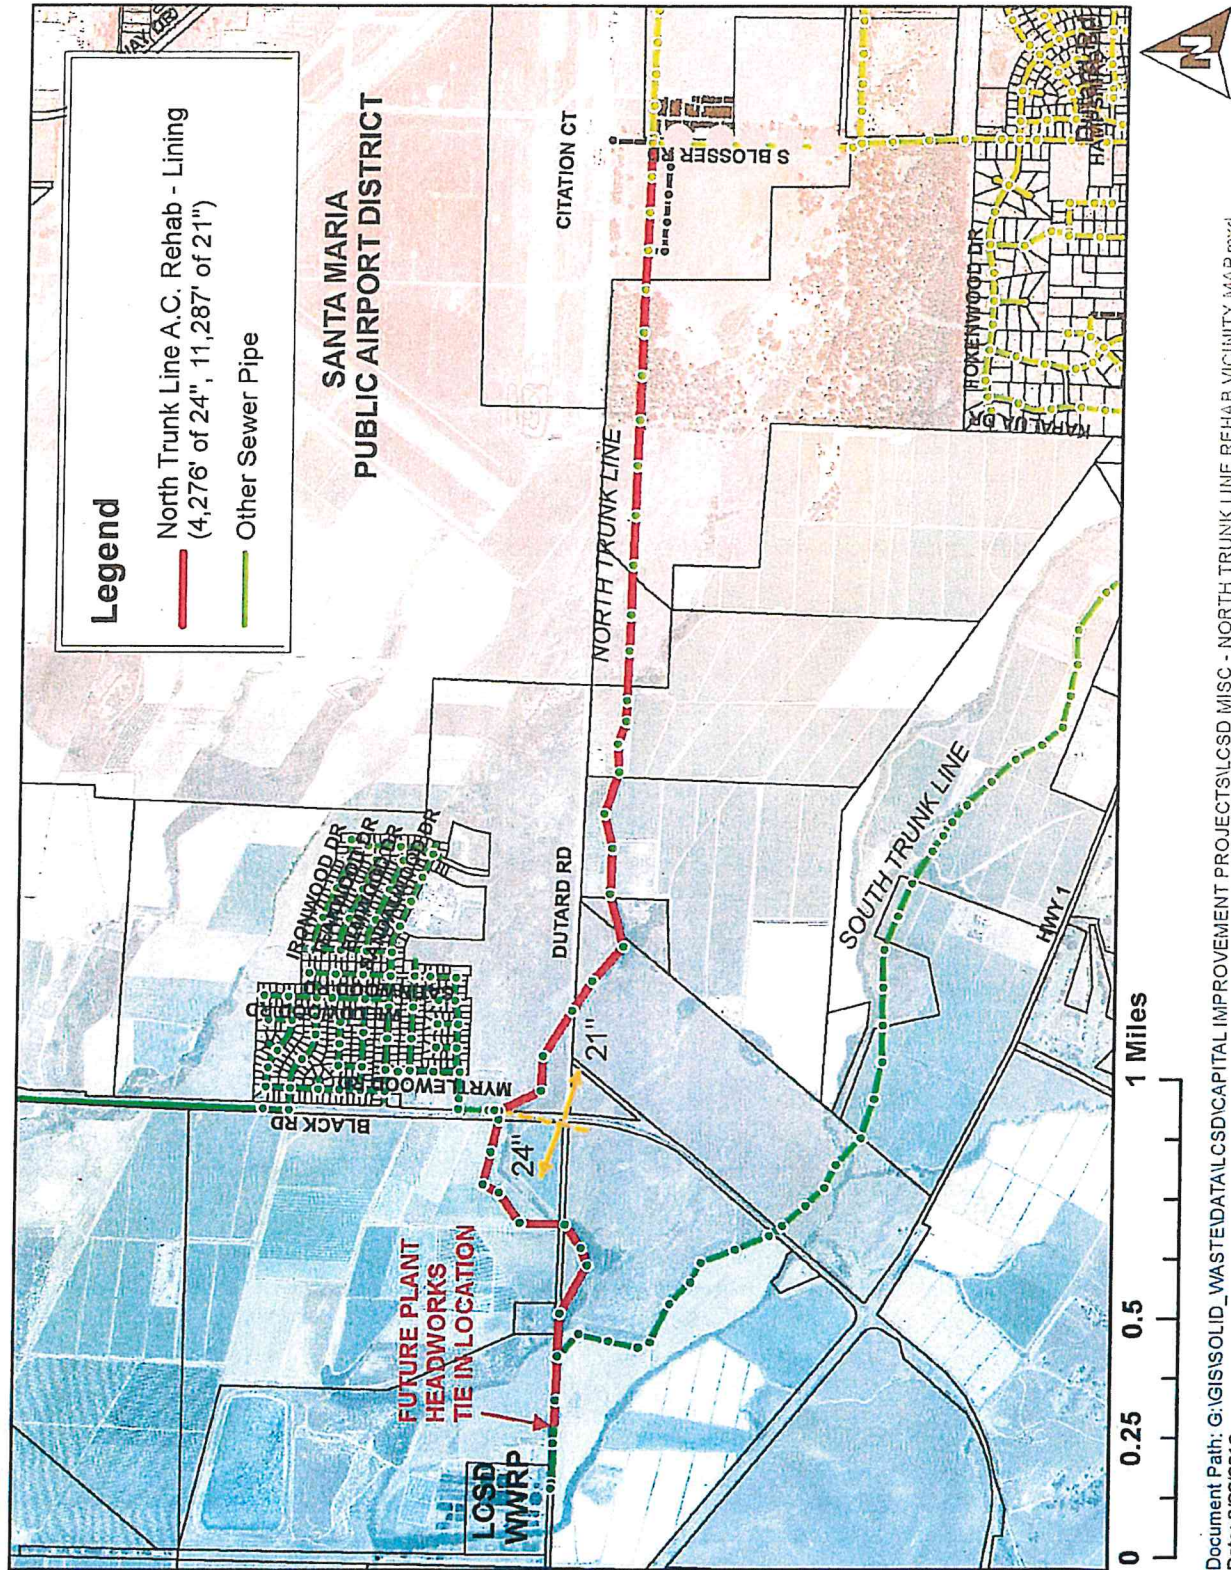 Legend
North Trunk Line A.C. Rehab - Lining
(4,276' of 24", 11,287' of 21")
Other Sewer Pipe
SANTA MARIA
PUBLIC AIRPORT DISTRICT
CITATION CT
S BLOSSER RD
NORTH TRUNK LINE
IRONWOOD DR
BLACK RD
MYRTLEWOOD RD
WILDWOOD RD
DUTARD RD
21"
24"
FUTURE PLANT
HEADWORKS
TIE IN LOCATION
LCSD
WWRP
SOUTH TRUNK LINE
HWY 1
KAPALUA DR
N
0 0.25 0.5 1 Miles
Document Path: G:\GIS\SOLID_WASTE\DATA\LCSD\CAPITAL IMPROVEMENT PROJECTS\LCSD MISC - NORTH TRUNK LINE REHAB VICINITY MAP.mxd